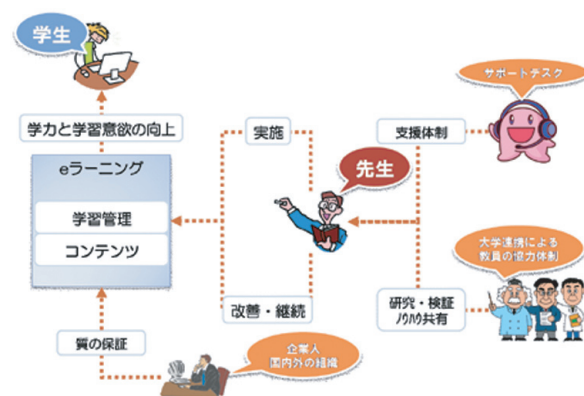 学生
サポートデスク
学力と学習意欲の向上
実施
支援体制
eラーニング
先生
学習管理
コンテンツ
大学連携による
教員の協力体制
改善・継続
研究・検証
ノウハウ共有
質の保証
企業人
国内外の組織